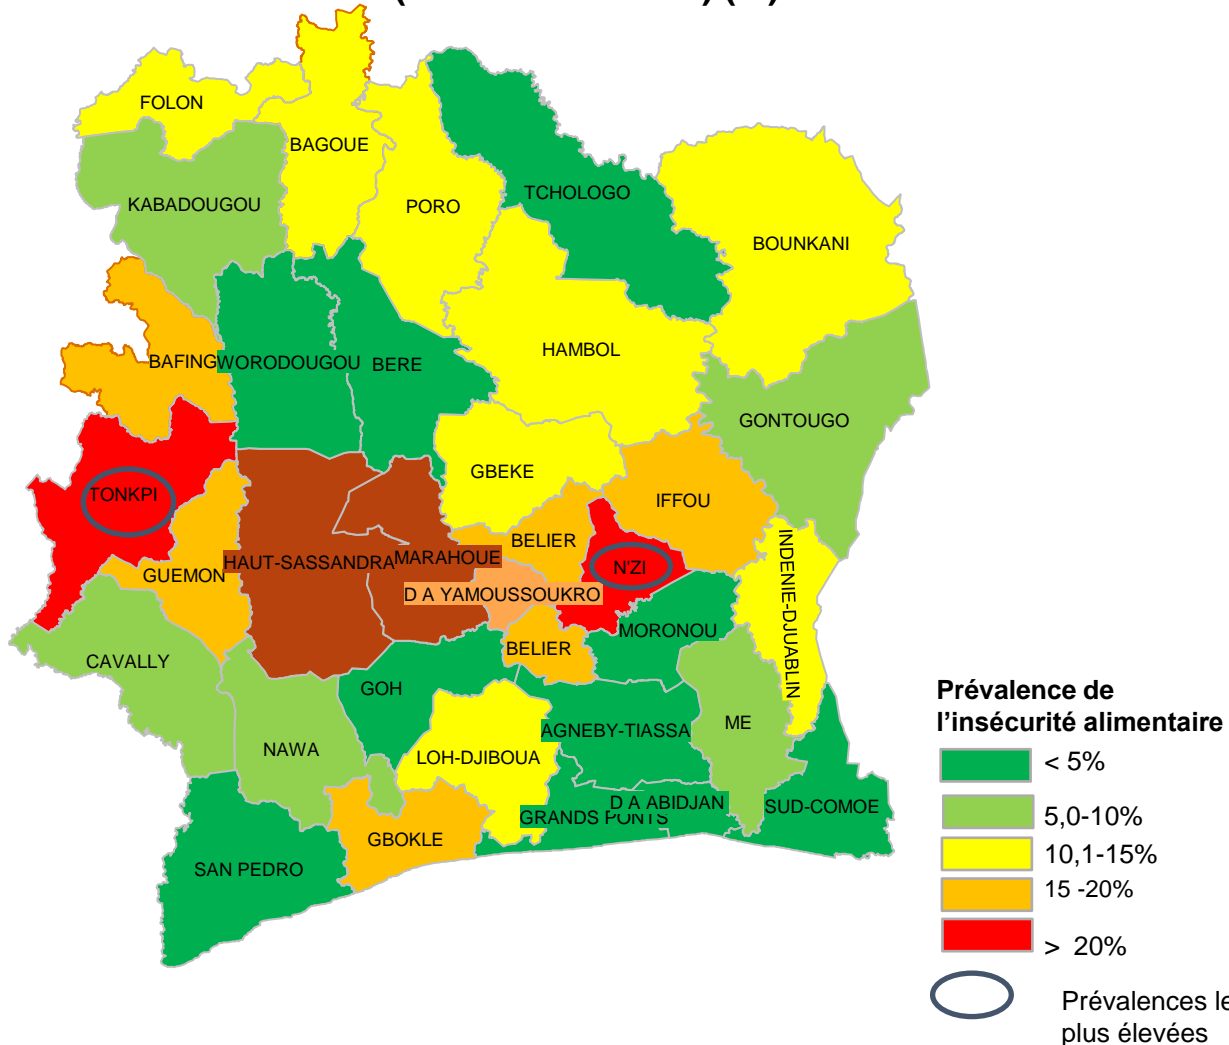 FOLON
BAGOUE
KABADOUGOU
PORO
TCHOLOGO
BOUNKANI
BAFING
WORODOUGOU
BERE
HAMBOL
GONTOUGO
TONKPI
GBEKE
IFFOU
GUEMON
HAUT-SASSANDRA
MARAHOUE
BELIER
N'ZI
INDENIE-DJUABLIN
D A YAMOUSSOUKRO
BELIER
MORONOU
CAVALLY
GOH
NAWA
LOH-DJIBOUA
AGNEBY-TIASSA
ME
D A ABIDJAN
GRANDS PONTS
SUD-COMOE
GBOKLE
SAN PEDRO
Prévalence de
l'insécurité alimentaire
< 5%
5,0-10%
10,1-15%
15 -20%
> 20%
Prévalences
plus élevées